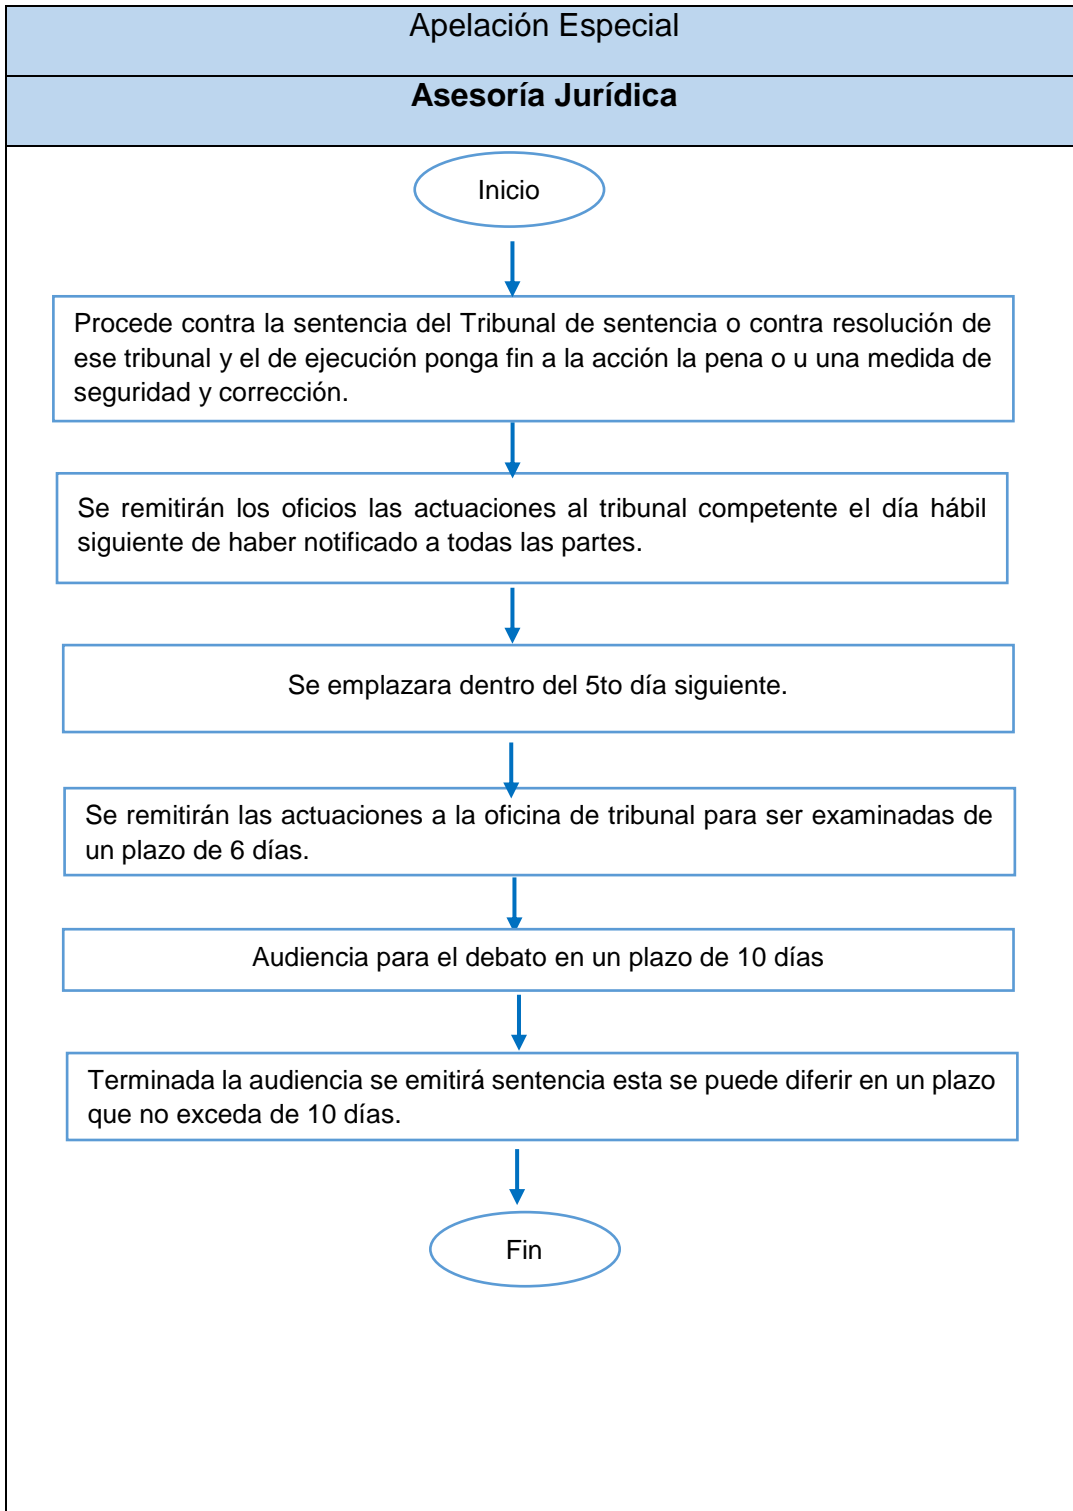 Apelación Especial
Asesoría Jurídica
Inicio
Procede contra la sentencia del Tribunal de sentencia o contra resolución de
ese tribunal y el de ejecución ponga fin a la acción la pena o u una medida de
seguridad y corrección.
Se remitirán los oficios las actuaciones al tribunal competente el día hábil
siguiente de haber notificado a todas las partes.
Se emplazara dentro del 5to día siguiente.
Se remitirán las actuaciones a la oficina de tribunal para ser examinadas de
un plazo de 6 días.
Audiencia para el debate en un plazo de 10 días
Terminada la audiencia se emitirá sentencia esta se puede diferir en un plazo
que no exceda de 10 días.
Fin